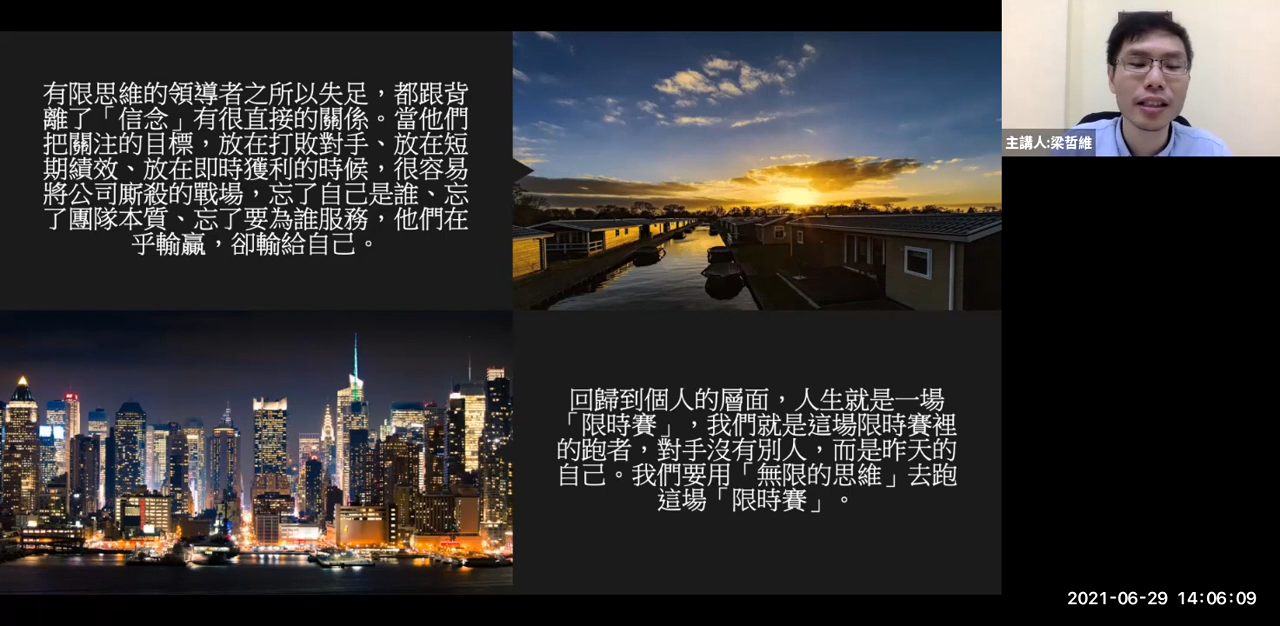 有限思維的領導者之所以失足，都跟背
離了「信念」有很直接的關係。當他們
把關注的目標，放在打敗對手、放在短
期績效、放在即時獲利的時候，很容易
將公司廝殺的戰場，忘了自己是誰、忘
了團隊本質、忘了要為誰服務，他們在
乎輸贏，卻輸給自己。
主講人:梁哲維
回歸到個人的層面，人生就是一場
「限時賽」，我們就是這場限時賽裡
的跑者，對手沒有別人，而是昨天的
自己。我們要用「無限的思維」去跑
這場「限時賽」。
2021-06-29 14:06:09